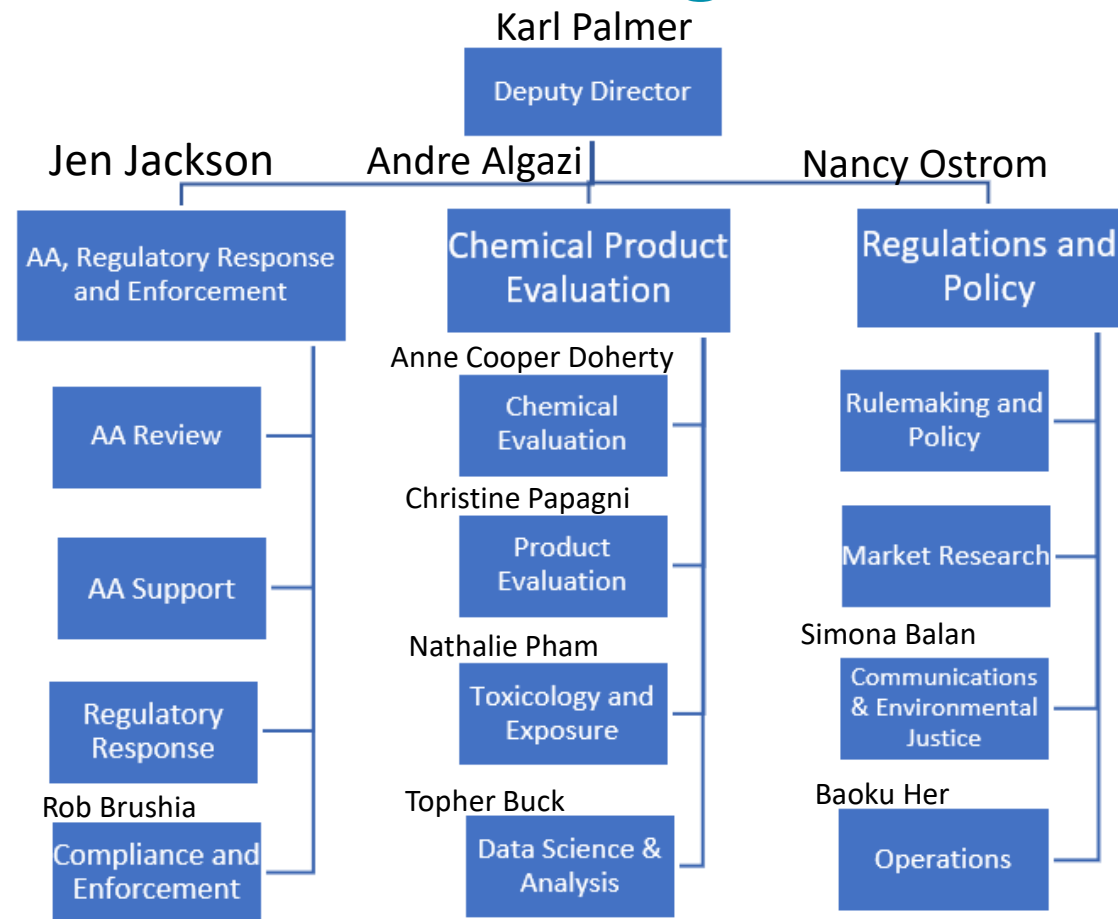 Karl Palmer
Deputy Director
Jen Jackson
AA, Regulatory Response
and Enforcement
AA Review
AA Support
Regulatory
Response
Rob Brushia
Compliance and
Enforcement
Andre Algazi
Chemical Product
Evaluation
Anne Cooper Doherty
Chemical
Evaluation
Christine Papagni
Product
Evaluation
Nathalie Pham
Toxicology and
Exposure
Topher Buck
Data Science &
Analysis
Nancy Ostrom
Regulations and
Policy
Rulemaking and
Policy
Market Research
Simona Balan
Communications
& Environmental
Justice
Baoku Her
Operations